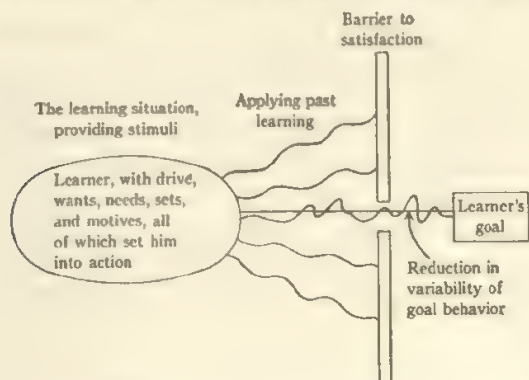 Barrier to
satisfaction
The learning situation,
providing stimuli
Applying past
learning
Learner, with drive,
wants, needs, sets,
and motives, all
of which set him
into action
Learner's
goal
Reduction in
variability of
goal behavior